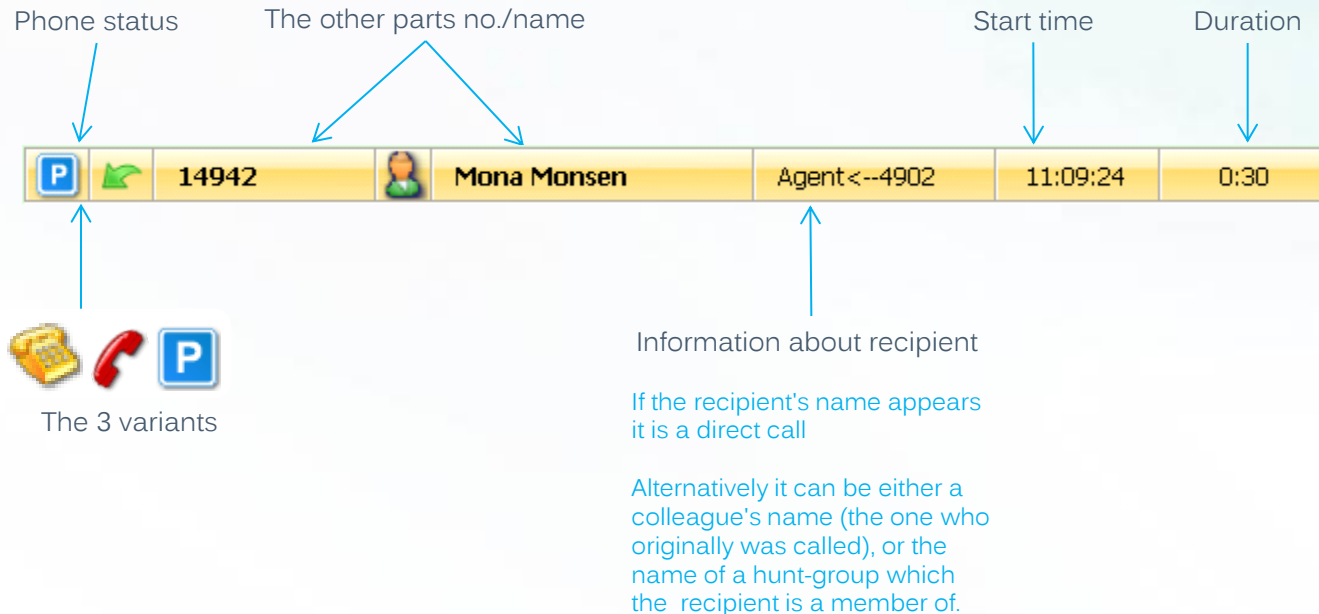 Phone status
The other parts no./name
Start time
Duration
P 14942 Mona Monsen Agent<--4902 11:09:24 0:30
P
The 3 variants
Information about recipient
If the recipient's name appears
it is a direct call
Alternatively it can be either a
colleague's name (the one who
originally was called), or the
name of a hunt-group which
the recipient is a member of.